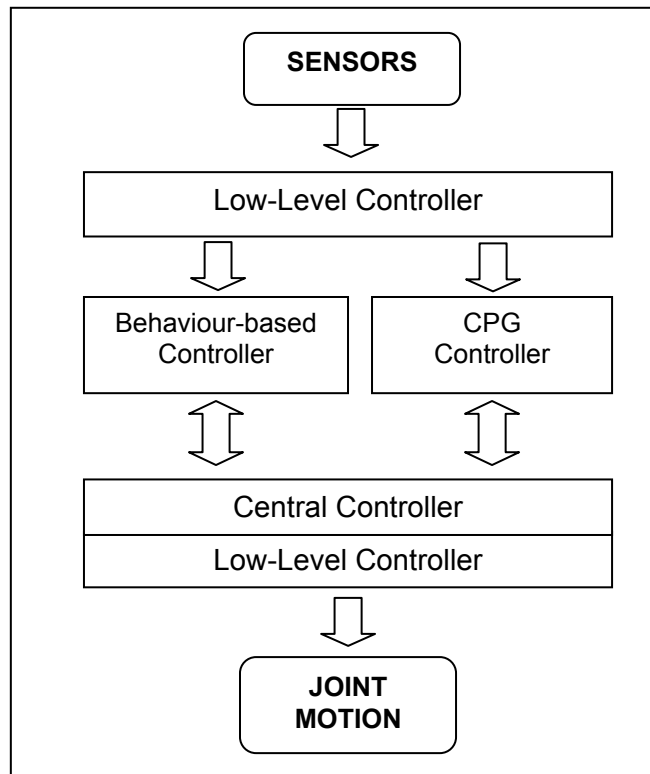 SENSORS
Low-Level Controller
Behaviour-based
Controller
CPG
Controller
Central Controller
Low-Level Controller
JOINT
MOTION